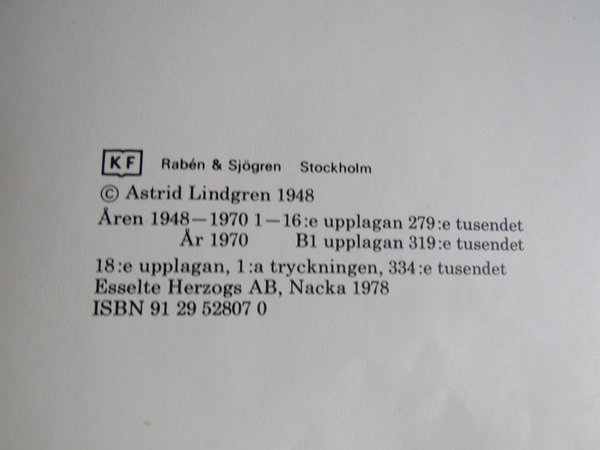 KF Rabén & Sjögren Stockholm
© Astrid Lindgren 1948
Åren 1948—1970 1—16:e upplagan 279:e tusendet
År 1970 B1 upplagan 319:e tusendet
18:e upplagan, 1:a tryckningen, 334:e tusendet
Esselte Herzogs AB, Nacka 1978
ISBN 91 29 52807 0